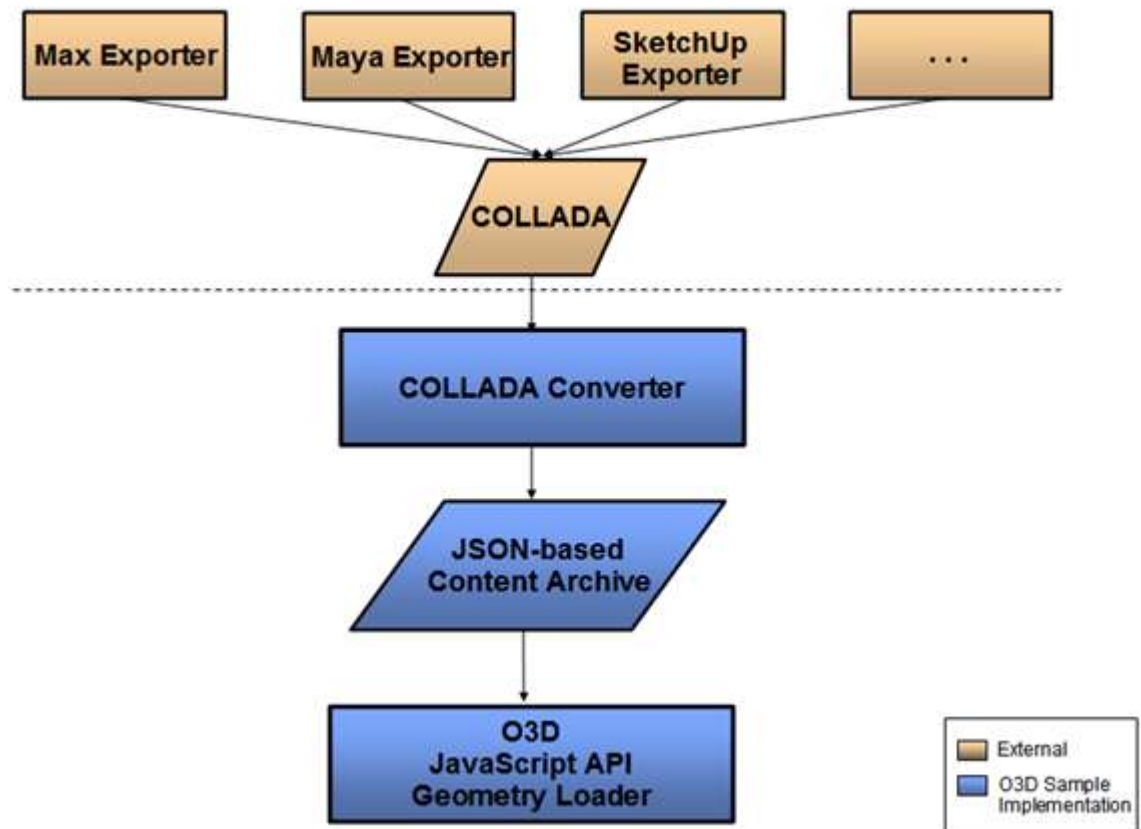 Max Exporter
Maya Exporter
SketchUp
Exporter
. . .
COLLADA
COLLADA Converter
JSON-based
Content Archive
O3D
JavaScript API
Geometry Loader
External
O3D Sample
Implementation